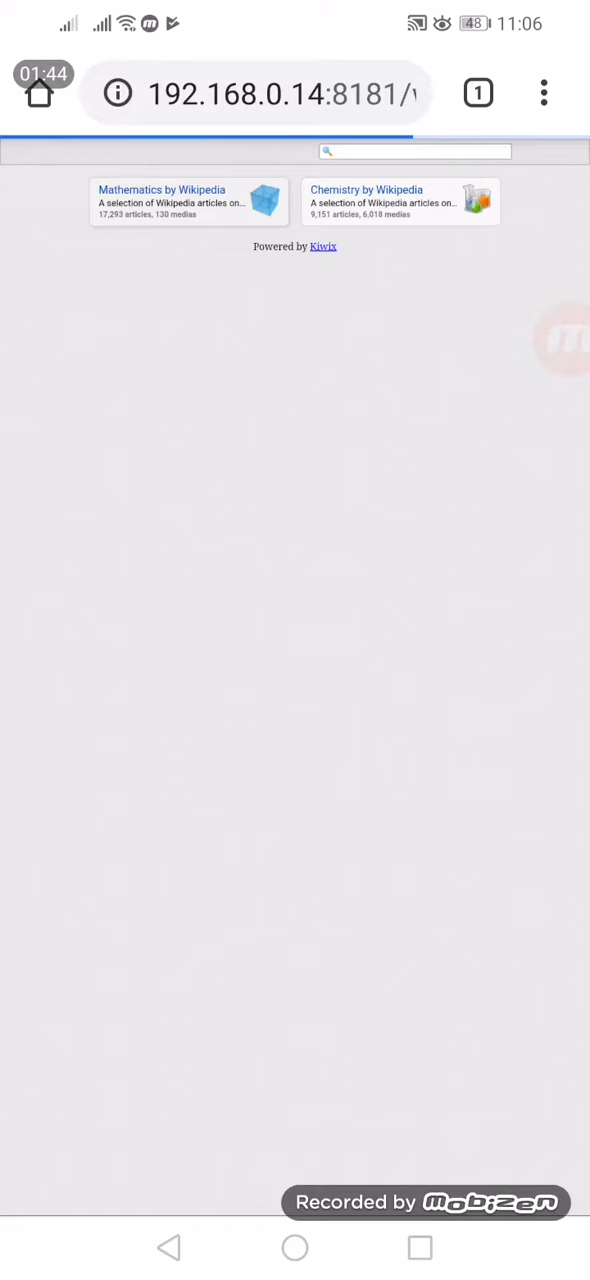 48 11:06
01:44
192.168.0.14:8181/
1
Mathematics by Wikipedia
A selection of Wikipedia articles on...
17,293 articles, 130 medias
Chemistry by Wikipedia
A selection of Wikipedia articles on...
9,151 articles, 6,018 medias
Powered by Kiwix
Recorded by mobizen